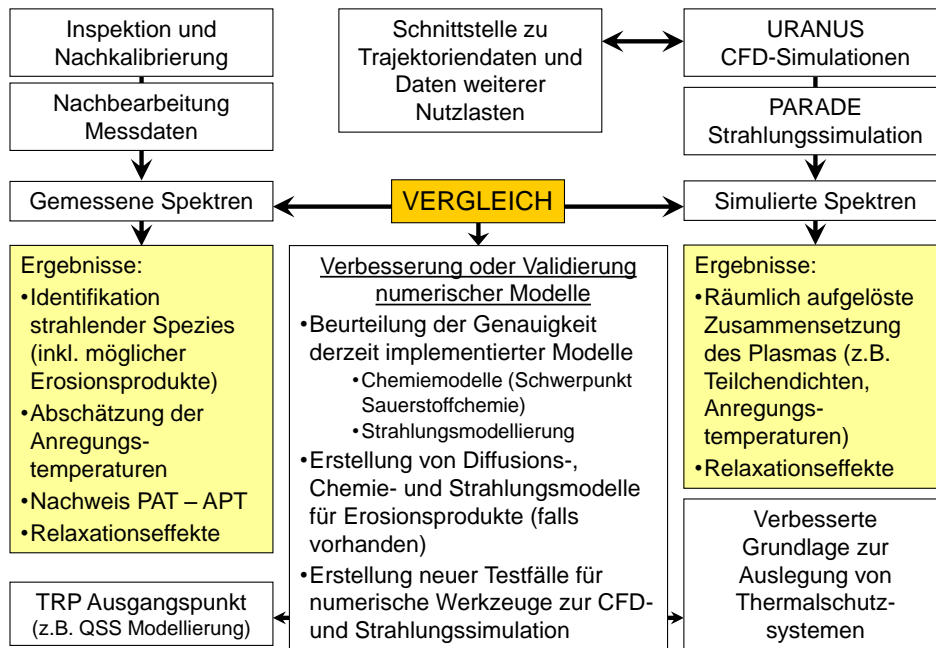 Inspektion und
Nachkalibrierung
Nachbearbeitung
Messdaten
Gemessene Spektren
Ergebnisse:
•Identifikation
strahlender Spezies
(inkl. möglicher
Erosionsprodukte)
•Abschätzung der
Anregungs-
temperaturen
•Nachweis PAT – APT
•Relaxationseffekte
TRP Ausgangspunkt
(z.B. QSS Modellierung)
Schnittstelle zu
Trajektoriendaten und
Daten weiterer
Nutzlasten
VERGLEICH
Verbesserung oder Validierung
numerischer Modelle
•Beurteilung der Genauigkeit
derzeit implementierter Modelle
•Chemiemodelle (Schwerpunkt
Sauerstoffchemie)
•Strahlungsmodellierung
•Erstellung von Diffusions-,
Chemie- und Strahlungsmodelle
für Erosionsprodukte (falls
vorhanden)
•Erstellung neuer Testfälle für
numerische Werkzeuge zur CFD-
und Strahlungssimulation
URANUS
CFD-Simulationen
PARADE
Strahlungssimulation
Simulierte Spektren
Ergebnisse:
•Räumlich aufgelöste
Zusammensetzung
des Plasmas (z.B.
Teilchendichten,
Anregungs-
temperaturen)
•Relaxationseffekte
Verbesserte
Grundlage zur
Auslegung von
Thermalschutz-
systemen